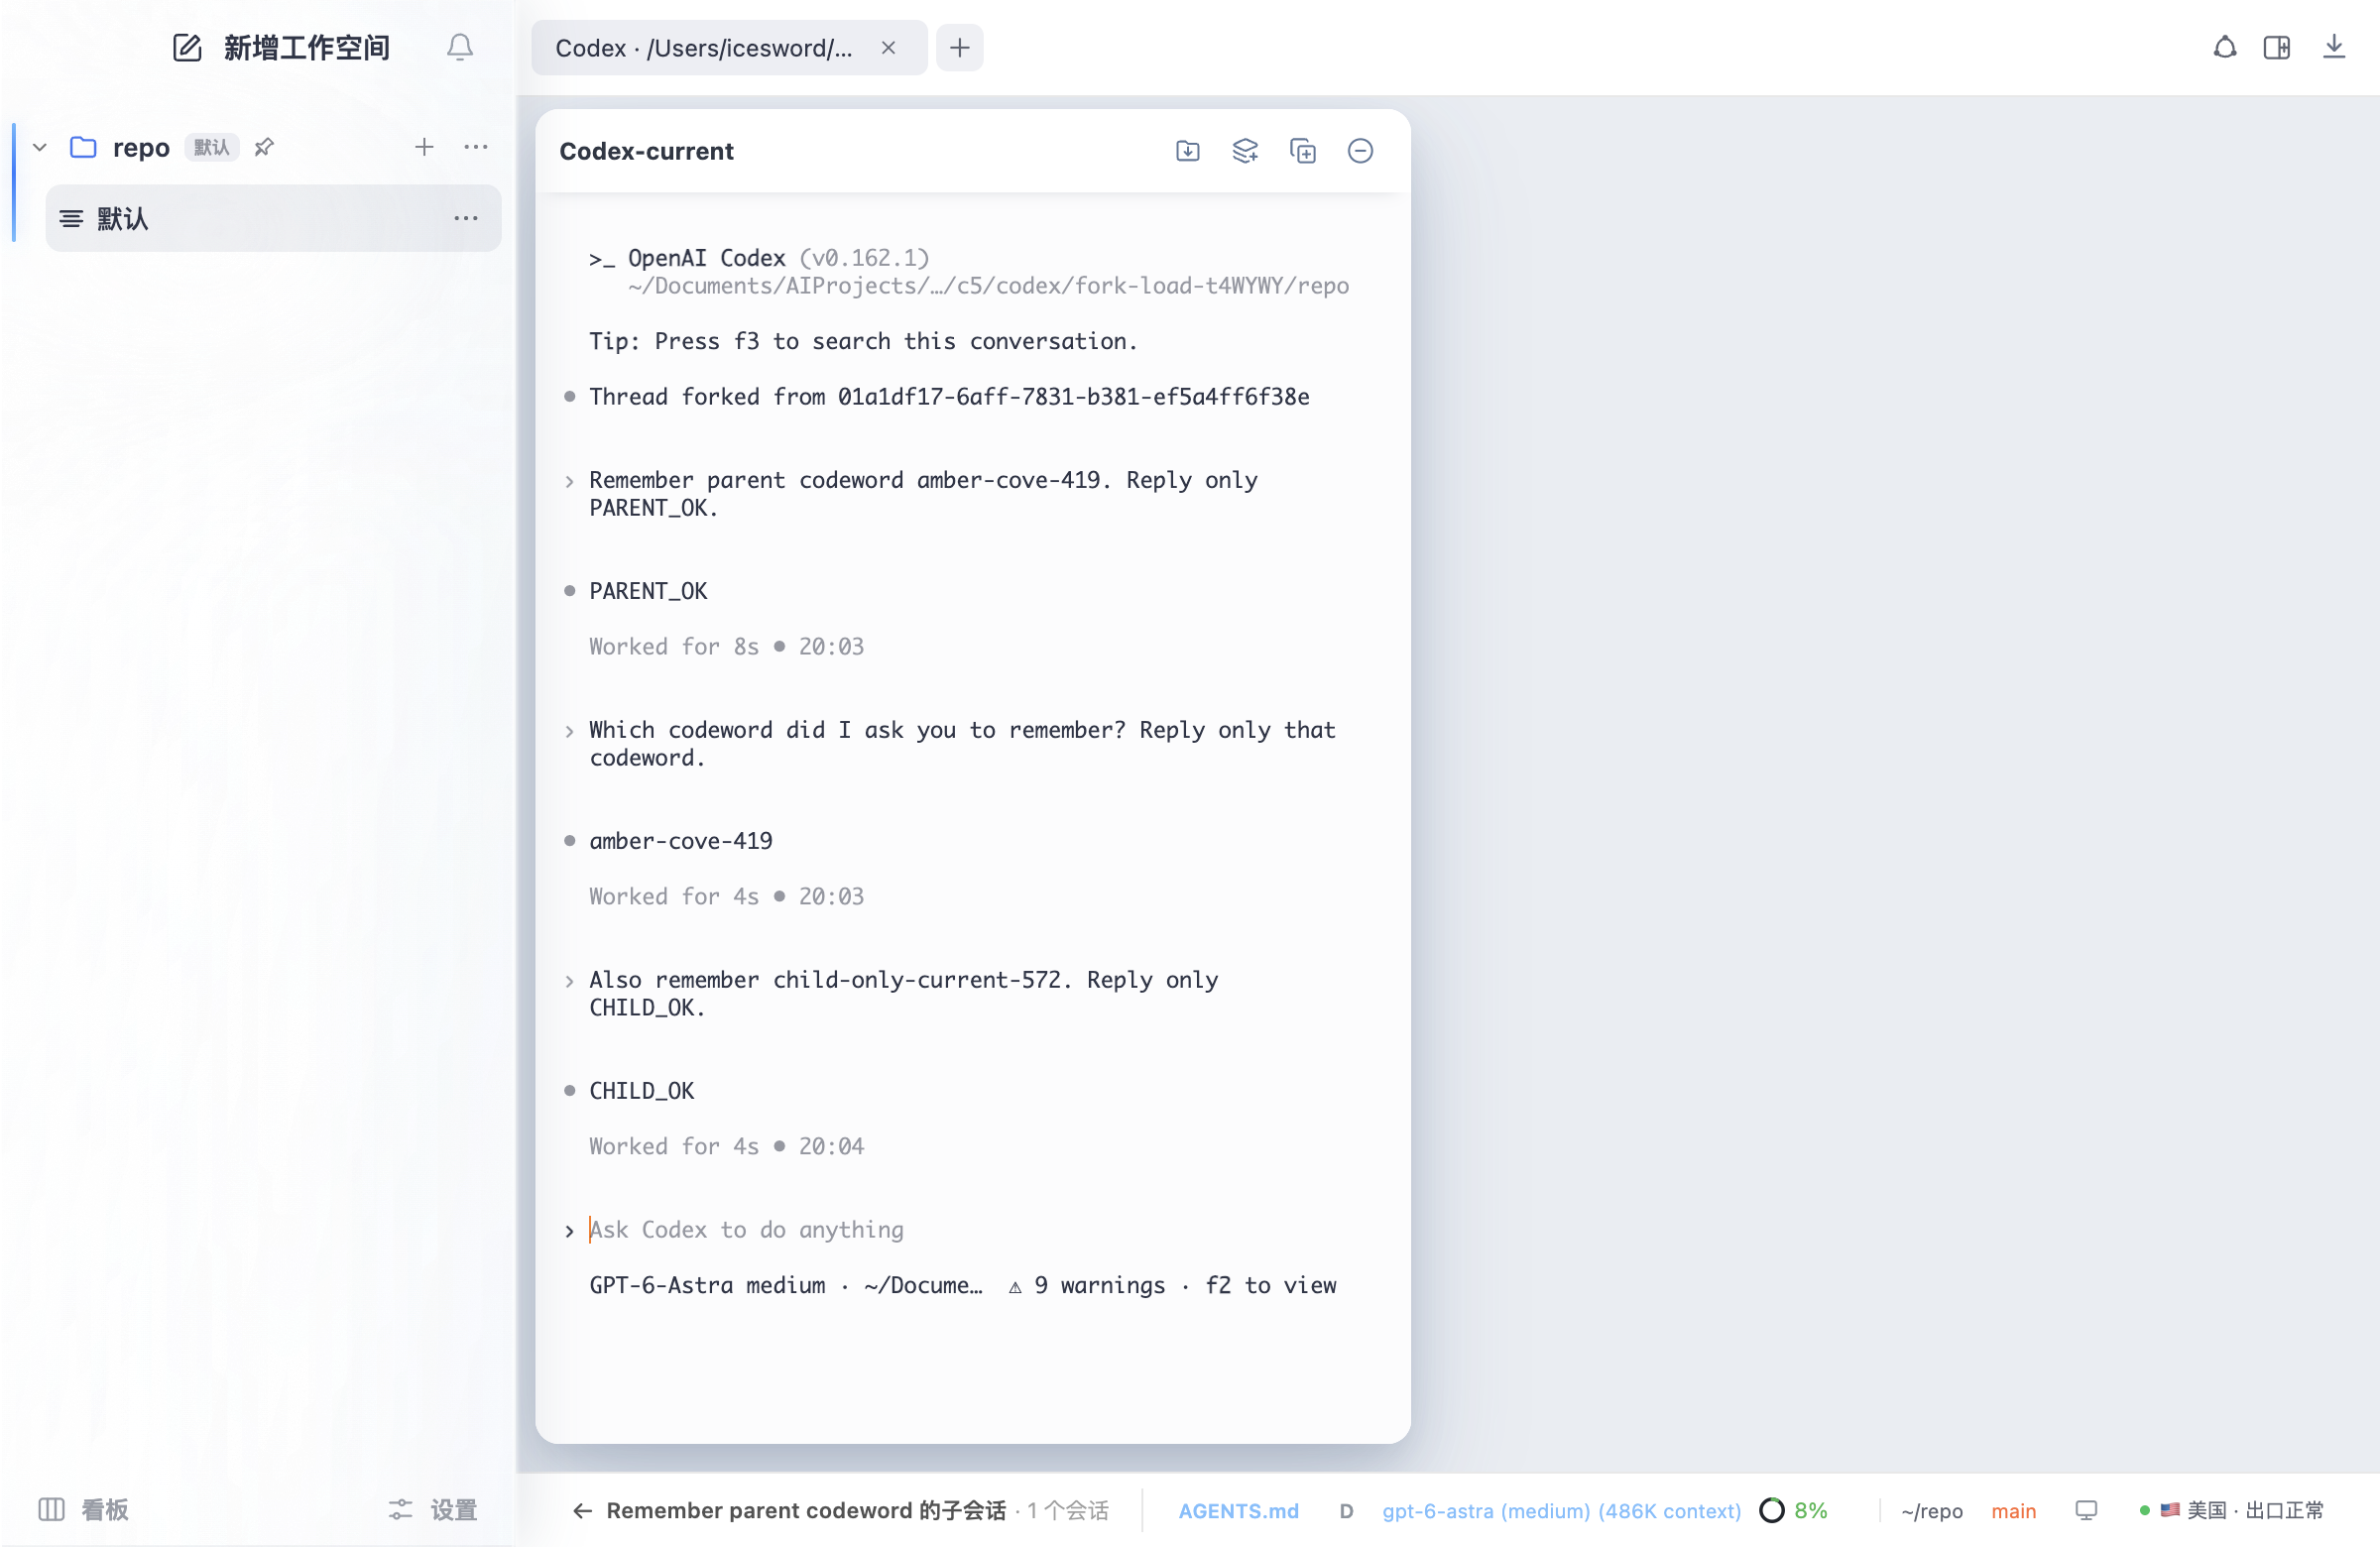 新增工作空间
Codex · /Users/icesword/...
repo 默认
默认
Codex-current
>_ OpenAI Codex (v0.162.1)
~/Documents/AIProjects/…/c5/codex/fork-load-t4WYWY/repo
Tip: Press f3 to search this conversation.
• Thread forked from 01a1df17-6aff-7831-b381-ef5a4ff6f38e
› Remember parent codeword amber-cove-419. Reply only
PARENT_OK.
• PARENT_OK
Worked for 8s • 20:03
› Which codeword did I ask you to remember? Reply only that
codeword.
• amber-cove-419
Worked for 4s • 20:03
› Also remember child-only-current-572. Reply only
CHILD_OK.
• CHILD_OK
Worked for 4s • 20:04
› Ask Codex to do anything
GPT-6-Astra medium · ~/Docume… ⚠ 9 warnings · f2 to view
看板 设置
← Remember parent codeword 的子会话 · 1 个会话 AGENTS.md D gpt-6-astra (medium) (486K context) 8% ~/repo main 美国 · 出口正常